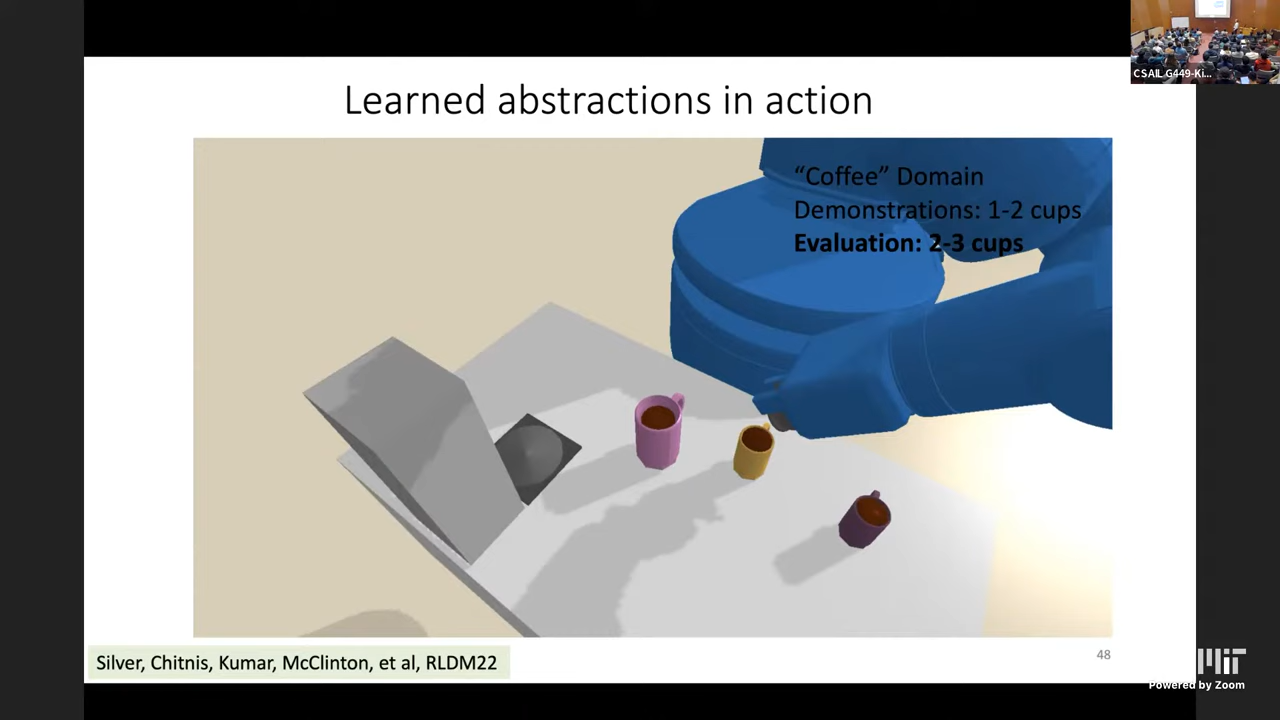 CSAIL G449-Ki...
Learned abstractions in action
“Coffee” Domain
Demonstrations: 1-2 cups
Evaluation: 2-3 cups
Silver, Chitnis, Kumar, McClinton, et al, RLDM22
48
MIT
Powered by Zoom